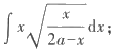 ∫ x √(x/(2a−x)) dx;